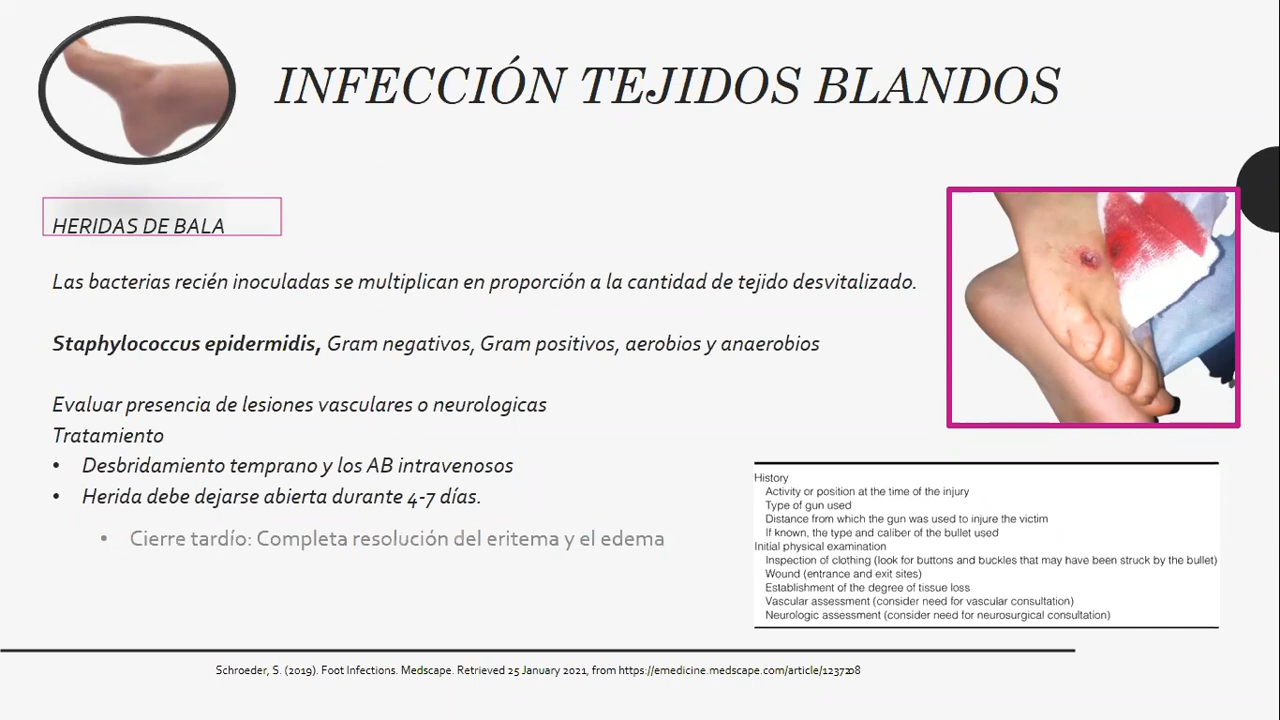 INFECCIÓN TEJIDOS BLANDOS
HERIDAS DE BALA
Las bacterias recién inoculadas se multiplican en proporción a la cantidad de tejido desvitalizado.
Staphylococcus epidermidis, Gram negativos, Gram positivos, aerobios y anaerobios
Evaluar presencia de lesiones vasculares o neurologicas
Tratamiento
• Desbridamiento temprano y los AB intravenosos
• Herida debe dejarse abierta durante 4-7 días.
• Cierre tardío: Completa resolución del eritema y el edema
History
Activity or position at the time of the injury
Type of gun used
Distance from which the gun was used to injure the victim
If known, the type and caliber of the bullet used
Initial physical examination
Inspection of clothing (look for buttons and buckles that may have been struck by the bullet)
Wound (entrance and exit sites)
Establishment of the degree of tissue loss
Vascular assessment (consider need for vascular consultation)
Neurologic assessment (consider need for neurosurgical consultation)
Schroeder, S. (2019). Foot Infections. Medscape. Retrieved 25 January 2021, from https://emedicine.medscape.com/article/1237208